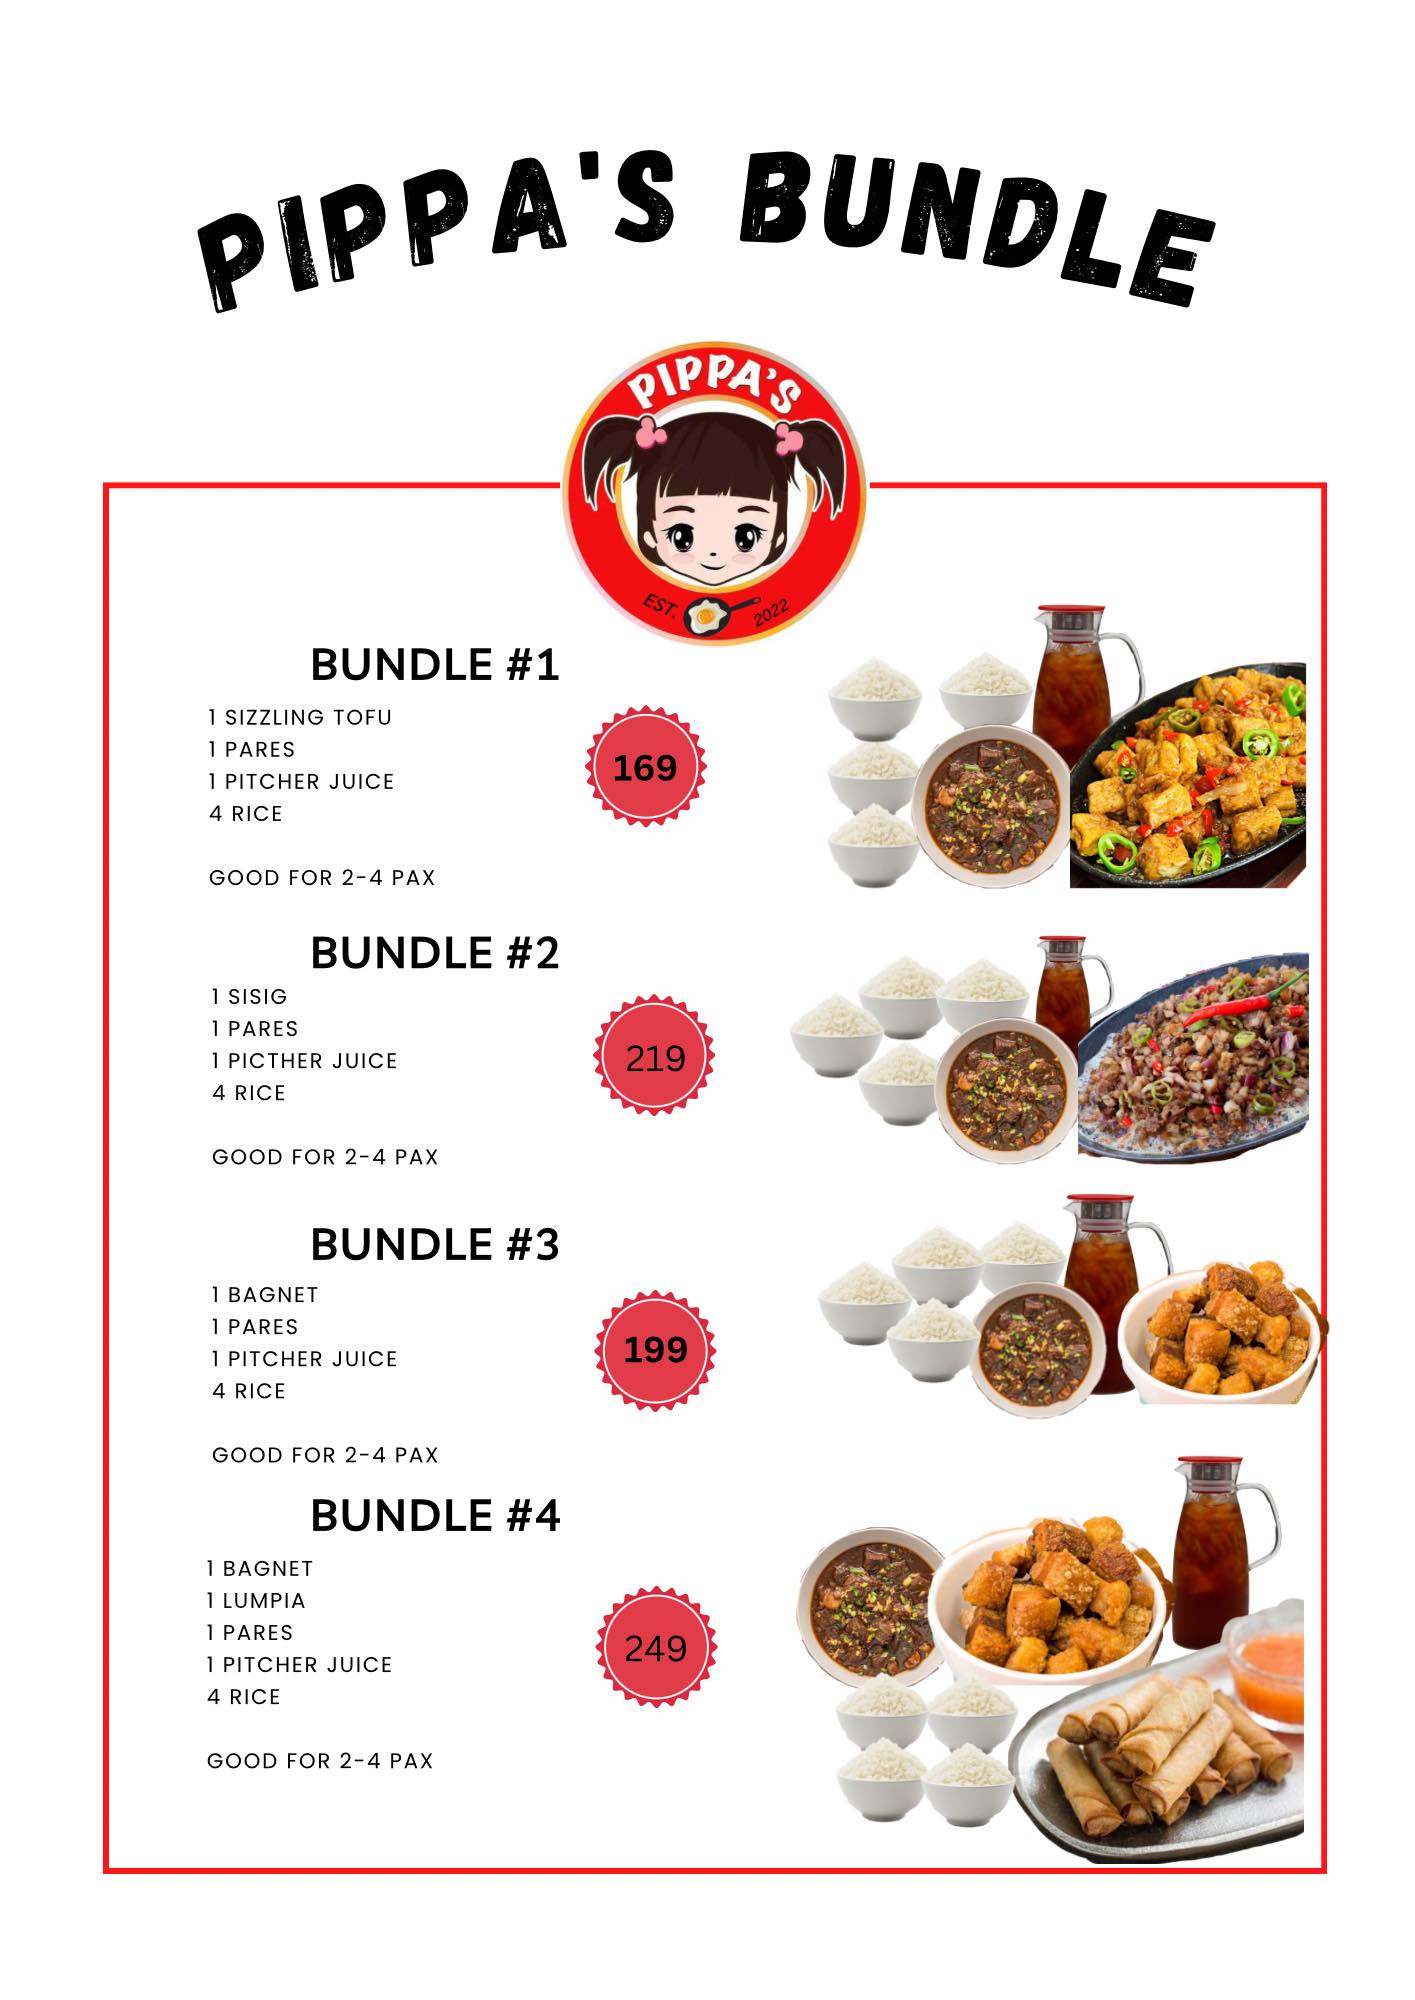 PIPPA'S BUNDLE
PIPPA'S
EST. 2022
BUNDLE #1
1 SIZZLING TOFU
1 PARES
1 PITCHER JUICE
4 RICE
GOOD FOR 2-4 PAX
169
BUNDLE #2
1 SISIG
1 PARES
1 PICTHER JUICE
4 RICE
GOOD FOR 2-4 PAX
219
BUNDLE #3
1 BAGNET
1 PARES
1 PITCHER JUICE
4 RICE
GOOD FOR 2-4 PAX
199
BUNDLE #4
1 BAGNET
1 LUMPIA
1 PARES
1 PITCHER JUICE
4 RICE
GOOD FOR 2-4 PAX
249